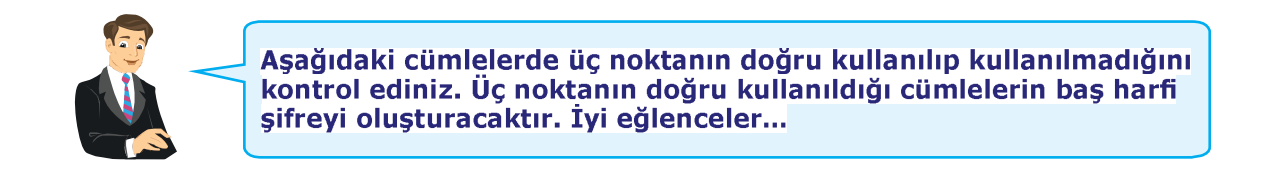 Aşağıdaki cümlelerde üç noktanın doğru kullanılıp kullanılmadığını
kontrol ediniz. Üç noktanın doğru kullanıldığı cümlelerin baş harfi
şifreyi oluşturacaktır. İyi eğlenceler...